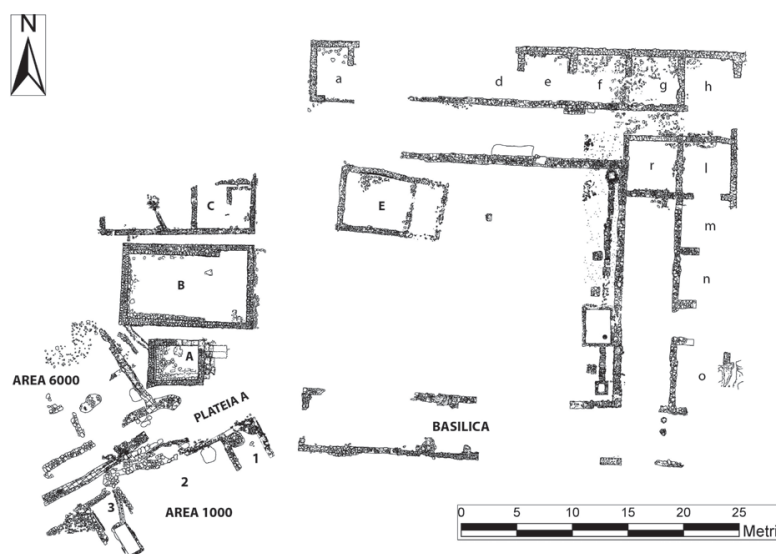 N
a
d e f g h
r l
C
E
m
B
n
A
AREA 6000
o
PLATEIA A
BASILICA
1
2
3
AREA 1000
0 5 10 15 20 25
Metri